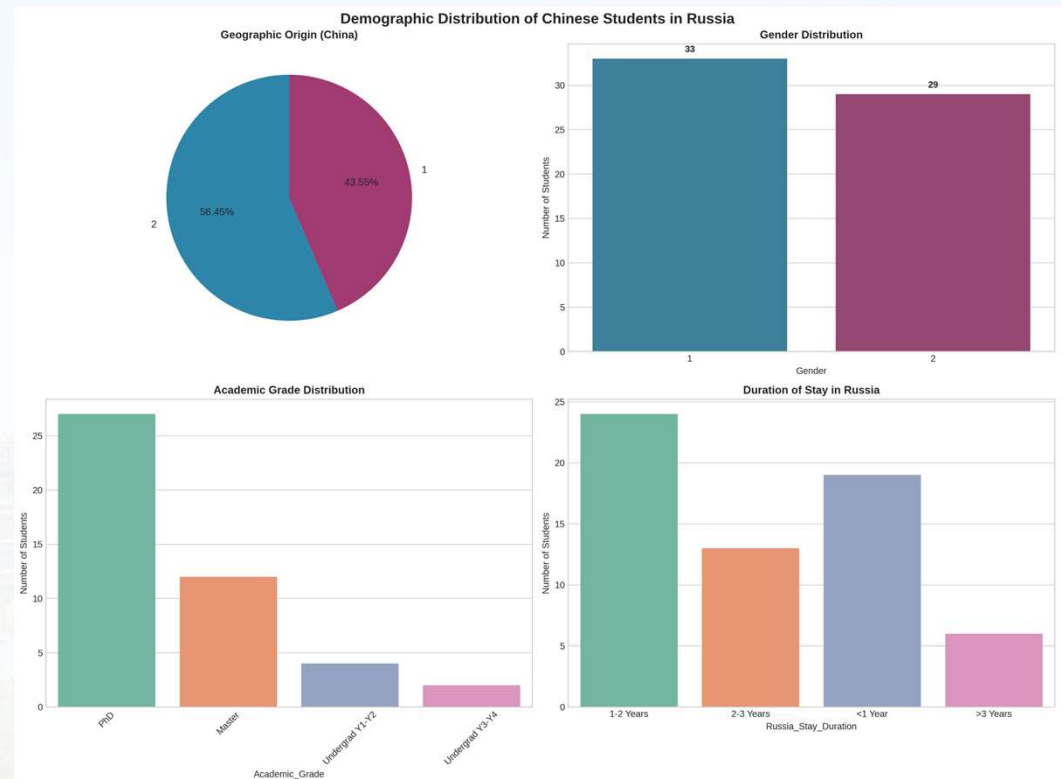 Demographic Distribution of Chinese Students in Russia
Geographic Origin (China)
43.55%
1
56.45%
2
Gender Distribution
33
29
30
25
20
15
10
5
0
Number of Students
1
2
Gender
Academic Grade Distribution
25
20
15
10
5
0
Number of Students
PhD
Master
Undergrad Y1-Y2
Undergrad Y3-Y4
Academic_Grade
Duration of Stay in Russia
25
20
15
10
5
0
Number of Students
1-2 Years
2-3 Years
<1 Year
>3 Years
Russia_Stay_Duration